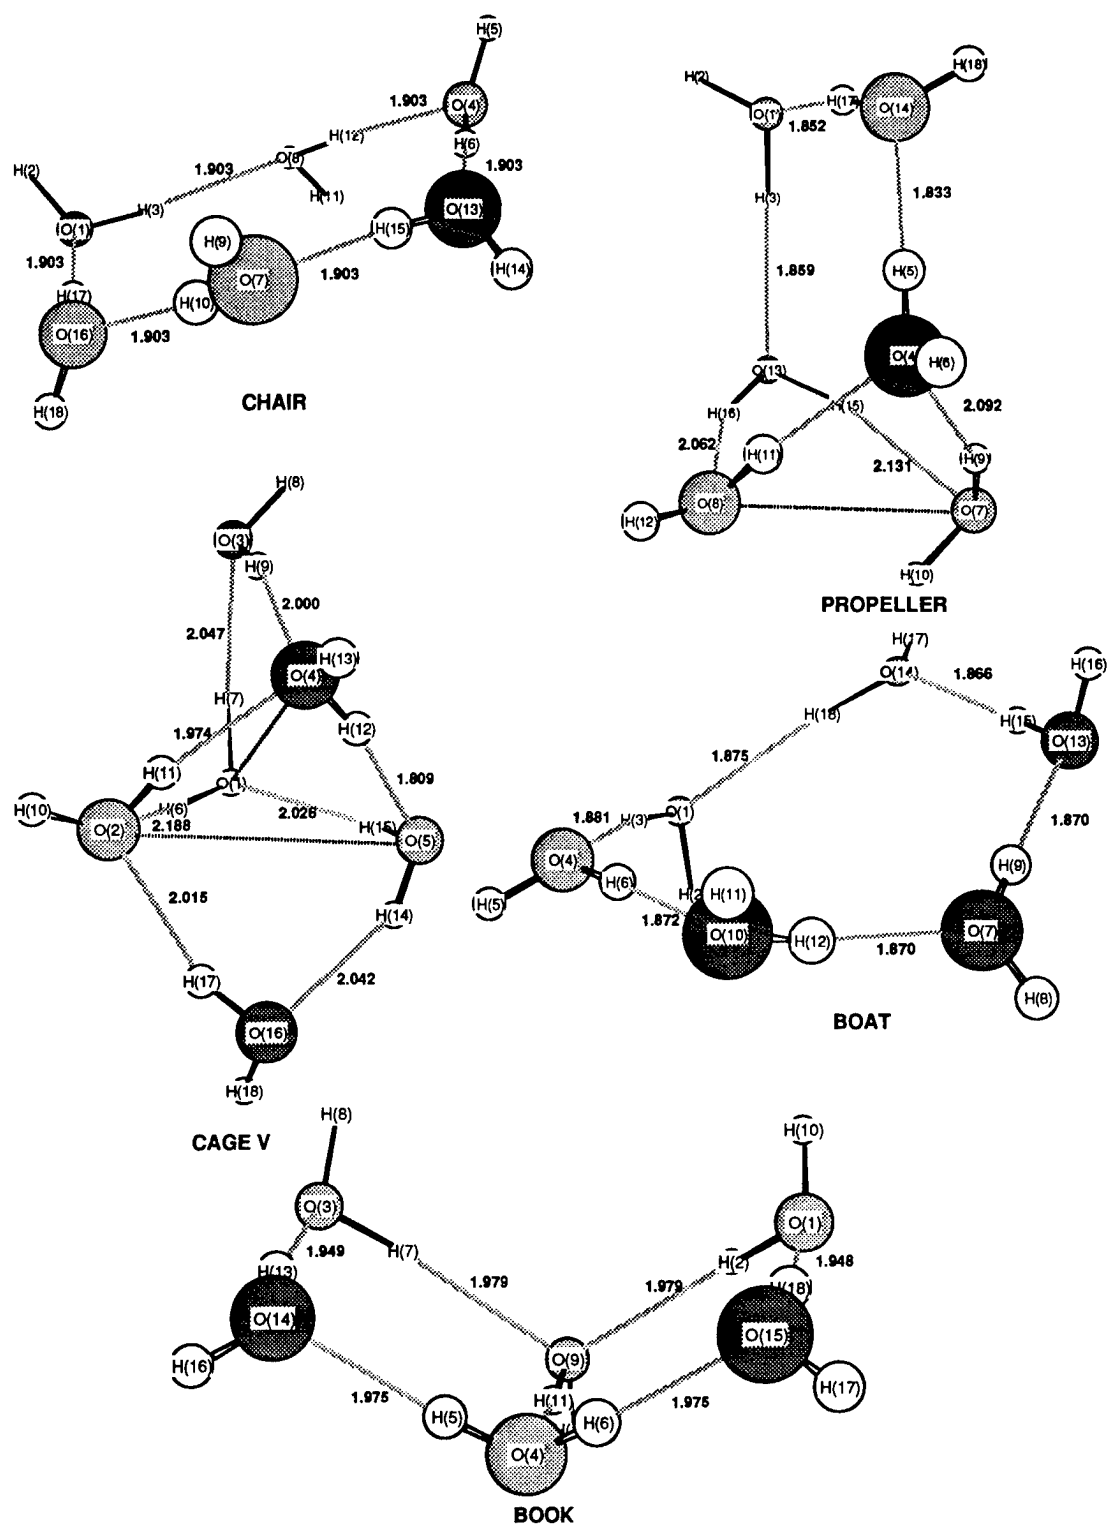 H(5)
1.903
O(4)
H(12)
H(6)
O(8)
1.903
1.903
H(2)
H(11)
H(3)
O(13)
H(15)
O(1)
H(9)
1.903
H(14)
O(7)
1.903
H(17)
H(10)
O(16)
1.903
CHAIR
H(18)
H(18)
H(2)
H(17)
O(14)
O(1)
1.852
1.833
H(3)
H(5)
1.859
O(4)
H(6)
O(13)
2.092
H(16)
2.062
H(11)
2.131
H(9)
O(8)
O(7)
H(12)
H(10)
PROPELLER
H(8)
O(3)
H(9)
2.000
2.047
H(13)
O(4)
H(7)
1.974
H(12)
H(11)
1.809
O(1)
H(10)
H(6)
2.026
O(2)
2.188
H(15)
O(5)
2.015
H(14)
2.042
H(17)
O(16)
H(18)
CAGE V
H(17)
O(14)
1.866
H(16)
H(18)
H(15)
O(13)
1.875
1.881
O(1)
H(3)
1.870
O(4)
H(9)
H(6)
H(5)
H(2
H(11)
1.872
O(10)
H(12)
1.870
O(7)
H(8)
BOAT
H(8)
H(10)
O(3)
O(1)
1.949
H(7)
1.948
H(13)
H(2)
1.979
1.979
H(18)
O(14)
O(15)
O(9)
H(16)
H(17)
1.975
H(11)
1.975
H(5)
H(6)
O(4)
BOOK